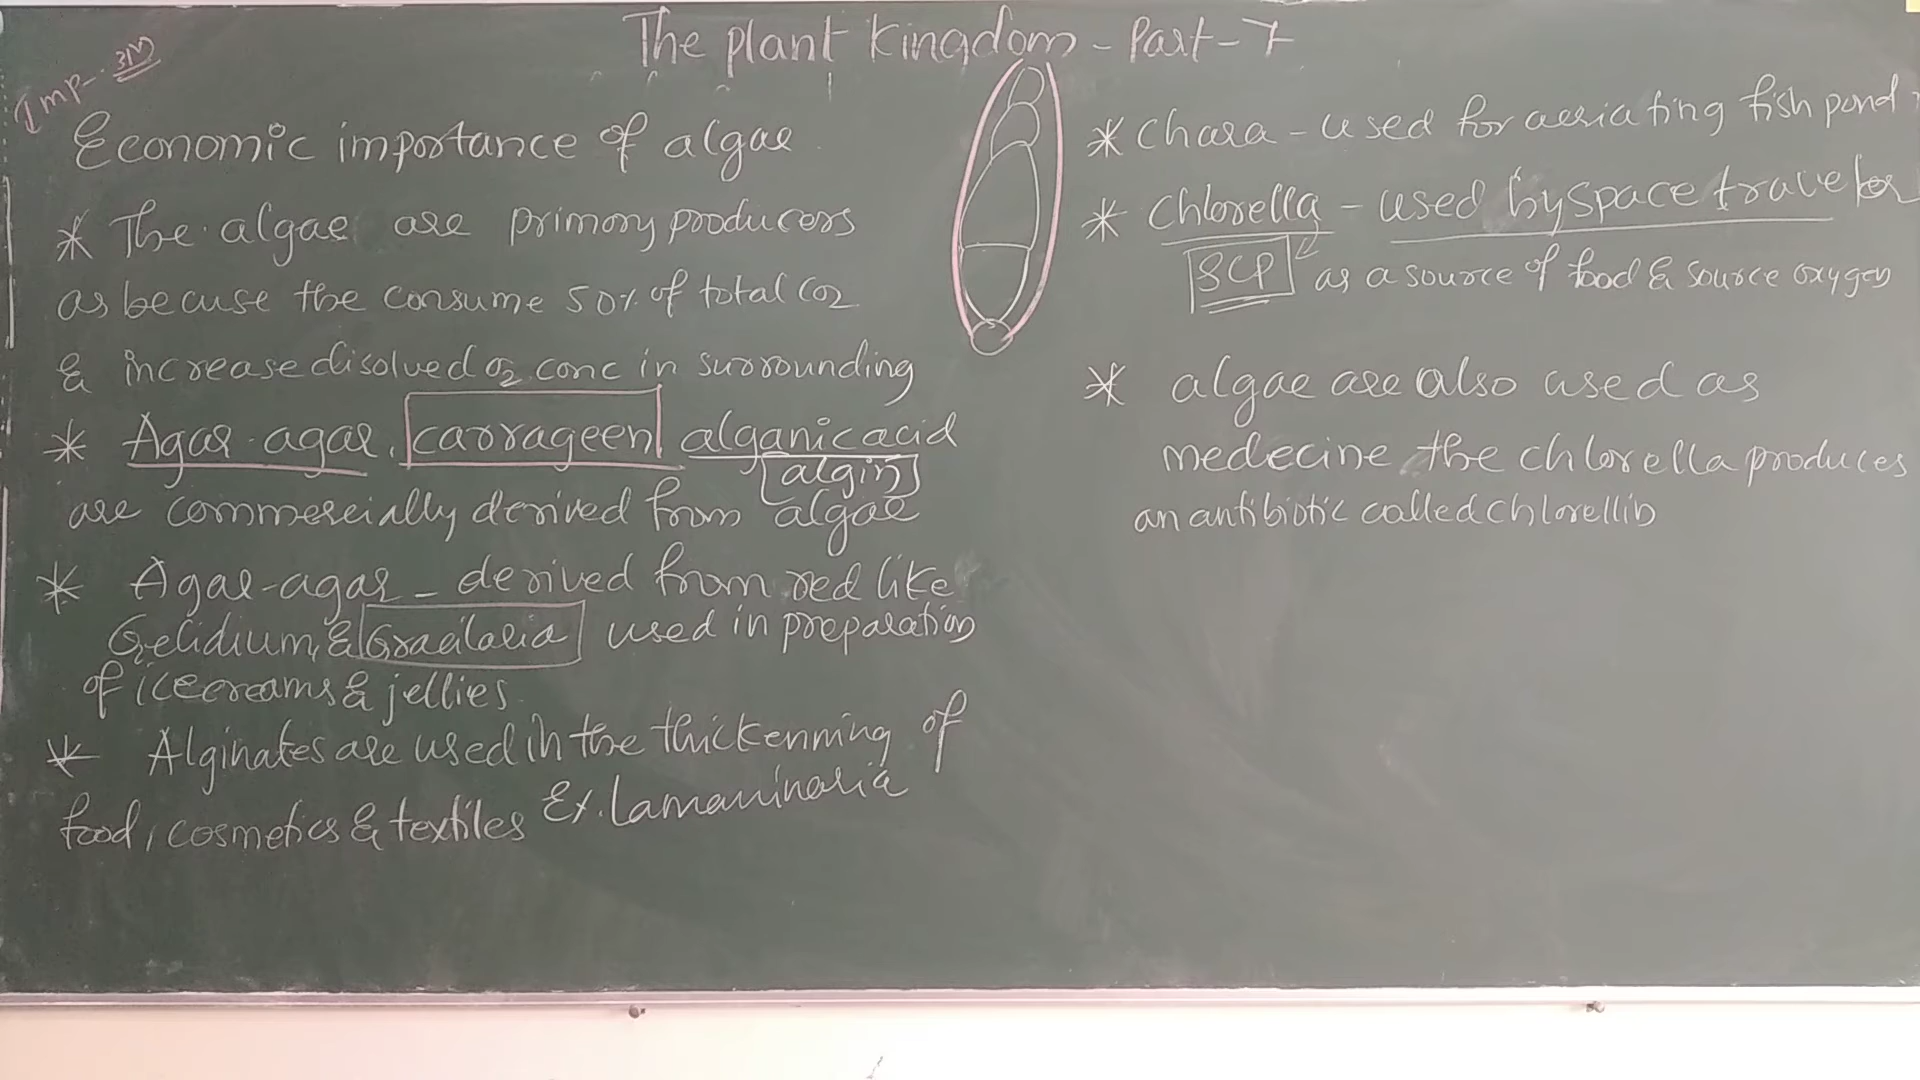 The plant kingdom - Part - 7
Imp-
Economic importance of algae
* The algae are primary producers
as becuse the consume 50% of total CO2
& increase disolved O2 conc in surrounding
* Agar-agar, carrageen alganic acid
algin
are commercially derived from algae
* Agar-agar - derived from red like
Gelidium, & Gracilaria used in preparation
of icecreams & jellies
* Alginates are used in the thickenning of
food, cosmetics & textiles Ex. Lamaninaria
* Chara - used for aeriating fish pond
* Chlorella - used by space traveler
SCP as a source of food & source oxygen
* algae are also used as
medecine, the chlorella produces
an antibiotic called chlorellin